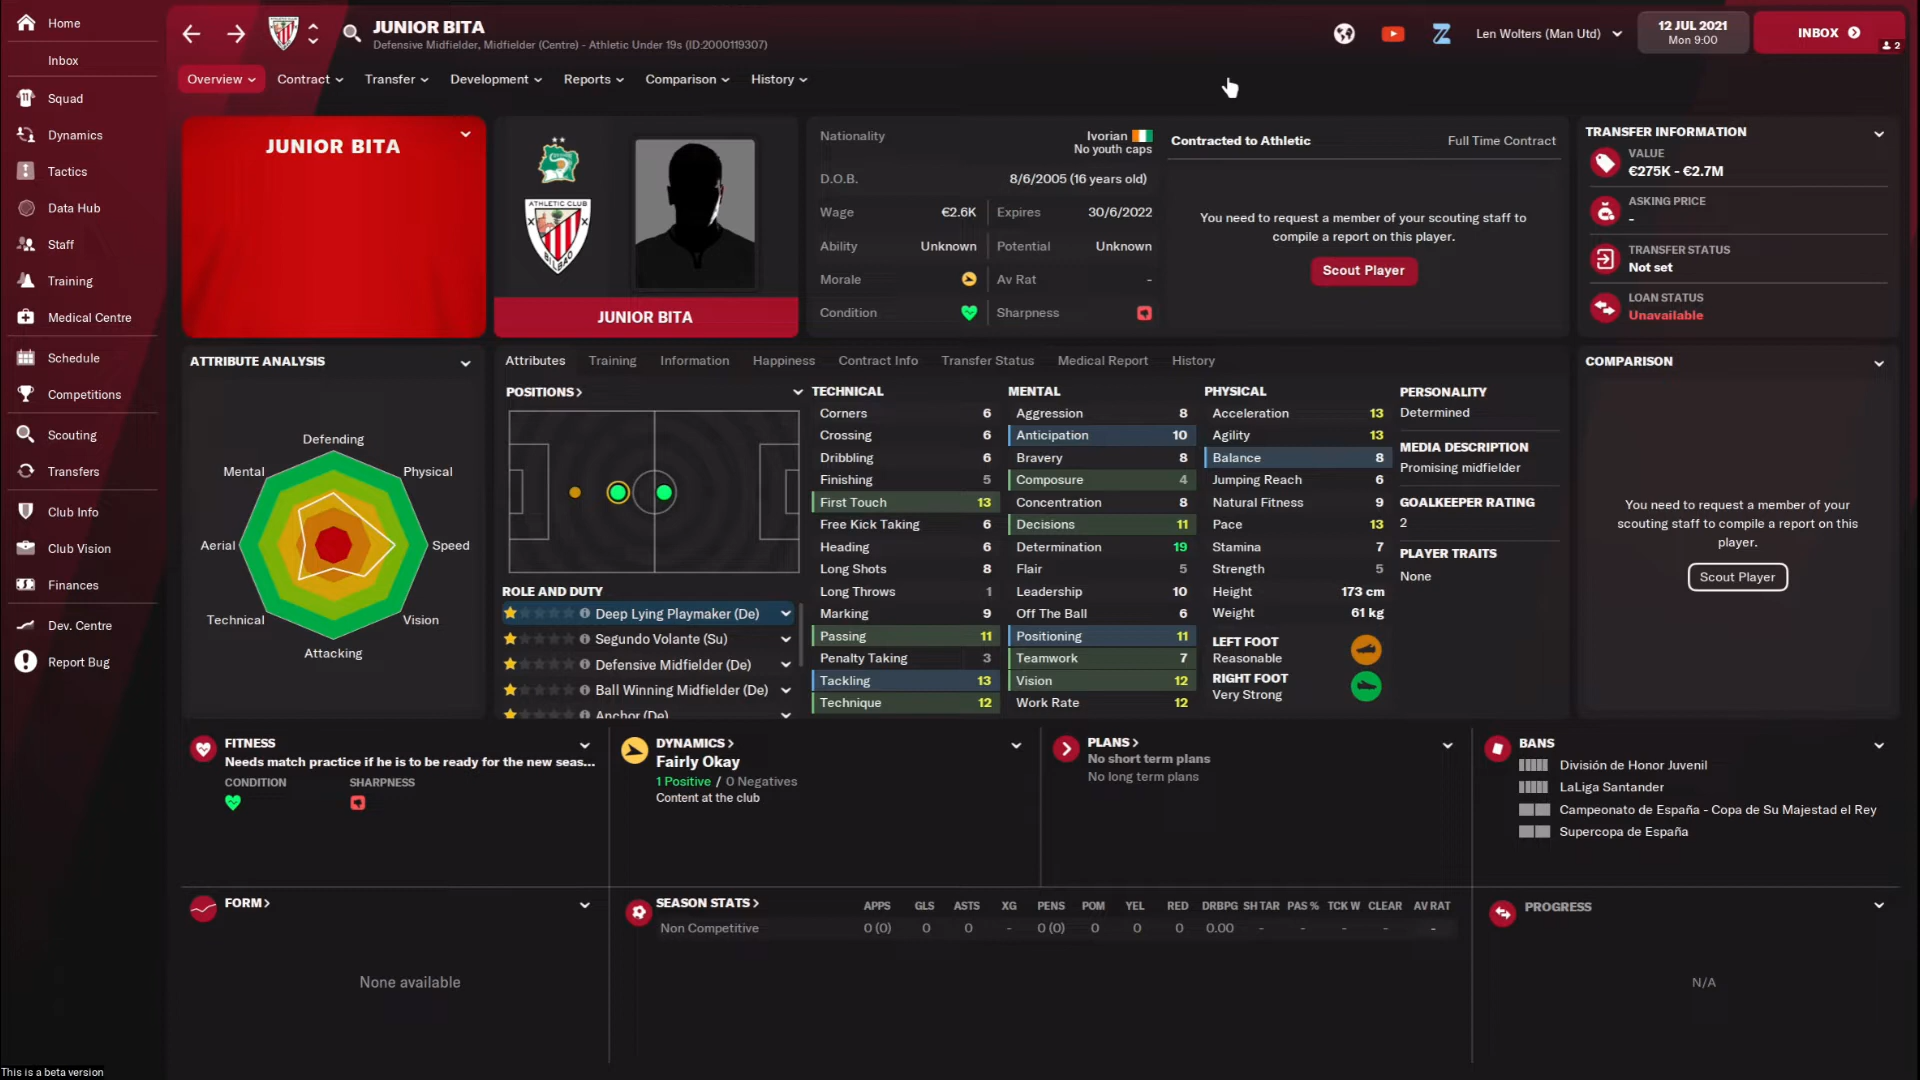 Home
JUNIOR BITA
Defensive Midfielder, Midfielder (Centre) - Athletic Under 19s (ID:2000119307)
Len Wolters (Man Utd)
12 JUL 2021
Mon 9:00
INBOX
2
Inbox
Squad
Dynamics
Tactics
Data Hub
Staff
Training
Medical Centre
Schedule
Competitions
Scouting
Transfers
Club Info
Club Vision
Finances
Dev. Centre
Report Bug
Overview Contract Transfer Development Reports Comparison History
JUNIOR BITA
ATHLETIC CLUB
BILBAO
JUNIOR BITA
Nationality Ivorian
No youth caps
D.O.B. 8/6/2005 (16 years old)
Wage €2.6K Expires 30/6/2022
Ability Unknown Potential Unknown
Morale Av Rat -
Condition Sharpness
Contracted to Athletic Full Time Contract
You need to request a member of your scouting staff to
compile a report on this player.
Scout Player
TRANSFER INFORMATION
VALUE
€275K - €2.7M
ASKING PRICE
-
TRANSFER STATUS
Not set
LOAN STATUS
Unavailable
ATTRIBUTE ANALYSIS
Defending
Mental Physical
Aerial Speed
Technical Vision
Attacking
Attributes Training Information Happiness Contract Info Transfer Status Medical Report History
POSITIONS>
ROLE AND DUTY
Deep Lying Playmaker (De)
Segundo Volante (Su)
Defensive Midfielder (De)
Ball Winning Midfielder (De)
Anchor (De)
TECHNICAL
Corners 6
Crossing 6
Dribbling 6
Finishing 5
First Touch 13
Free Kick Taking 6
Heading 6
Long Shots 8
Long Throws 1
Marking 9
Passing 11
Penalty Taking 3
Tackling 13
Technique 12
MENTAL
Aggression 8
Anticipation 10
Bravery 8
Composure 4
Concentration 8
Decisions 11
Determination 19
Flair 5
Leadership 10
Off The Ball 6
Positioning 11
Teamwork 7
Vision 12
Work Rate 12
PHYSICAL
Acceleration 13
Agility 13
Balance 8
Jumping Reach 6
Natural Fitness 9
Pace 13
Stamina 7
Strength 5
Height 173 cm
Weight 61 kg
LEFT FOOT
Reasonable
RIGHT FOOT
Very Strong
PERSONALITY
Determined
MEDIA DESCRIPTION
Promising midfielder
GOALKEEPER RATING
2
PLAYER TRAITS
None
COMPARISON
You need to request a member of your
scouting staff to compile a report on this
player.
Scout Player
FITNESS
Needs match practice if he is to be ready for the new seas...
CONDITION SHARPNESS
DYNAMICS>
Fairly Okay
1 Positive / 0 Negatives
Content at the club
PLANS>
No short term plans
No long term plans
BANS
División de Honor Juvenil
LaLiga Santander
Campeonato de España - Copa de Su Majestad el Rey
Supercopa de España
FORM>
None available
SEASON STATS> APPS GLS ASTS XG PENS POM YEL RED DRBPG SH TAR PAS % TCK W CLEAR AV RAT
Non Competitive 0 (0) 0 0 - 0 (0) 0 0 0 0.00 - - - - -
PROGRESS
N/A
This is a beta version